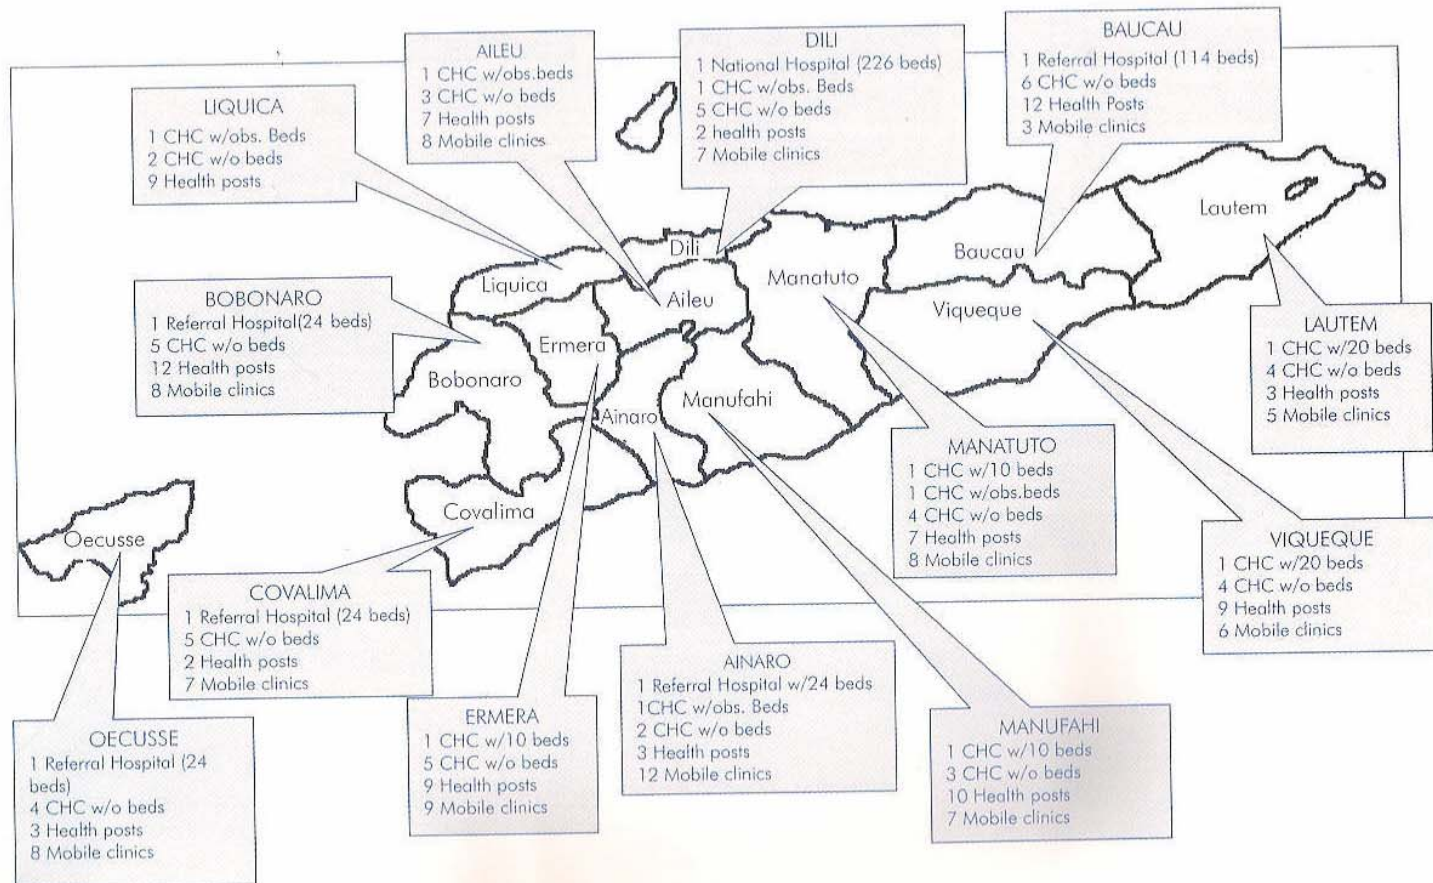 AILEU
1 CHC w/obs.beds
3 CHC w/o beds
7 Health posts
8 Mobile clinics
DILI
1 National Hospital (226 beds)
1 CHC w/obs. Beds
5 CHC w/o beds
2 health posts
7 Mobile clinics
BAUCAU
1 Referral Hospital (114 beds)
6 CHC w/o beds
12 Health Posts
3 Mobile clinics
LIQUICA
1 CHC w/obs. Beds
2 CHC w/o beds
9 Health posts
BOBONARO
1 Referral Hospital(24 beds)
5 CHC w/o beds
12 Health posts
8 Mobile clinics
Lautem
Dili
Baucau
Liquica
Aileu
Manatuto
Viqueque
Ermera
Bobonaro
Ainaro
Manufahi
Covalima
Oecusse
LAUTEM
1 CHC w/20 beds
4 CHC w/o beds
3 Health posts
5 Mobile clinics
MANATUTO
1 CHC w/10 beds
1 CHC w/obs.beds
4 CHC w/o beds
7 Health posts
8 Mobile clinics
VIQUEQUE
1 CHC w/20 beds
4 CHC w/o beds
9 Health posts
6 Mobile clinics
COVALIMA
1 Referral Hospital (24 beds)
5 CHC w/o beds
2 Health posts
7 Mobile clinics
OECUSSE
1 Referral Hospital (24
beds)
4 CHC w/o beds
3 Health posts
8 Mobile clinics
ERMERA
1 CHC w/10 beds
5 CHC w/o beds
9 Health posts
9 Mobile clinics
AINARO
1 Referral Hospital w/24 beds
1CHC w/obs. Beds
2 CHC w/o beds
3 Health posts
12 Mobile clinics
MANUFAHI
1 CHC w/10 beds
3 CHC w/o beds
10 Health posts
7 Mobile clinics